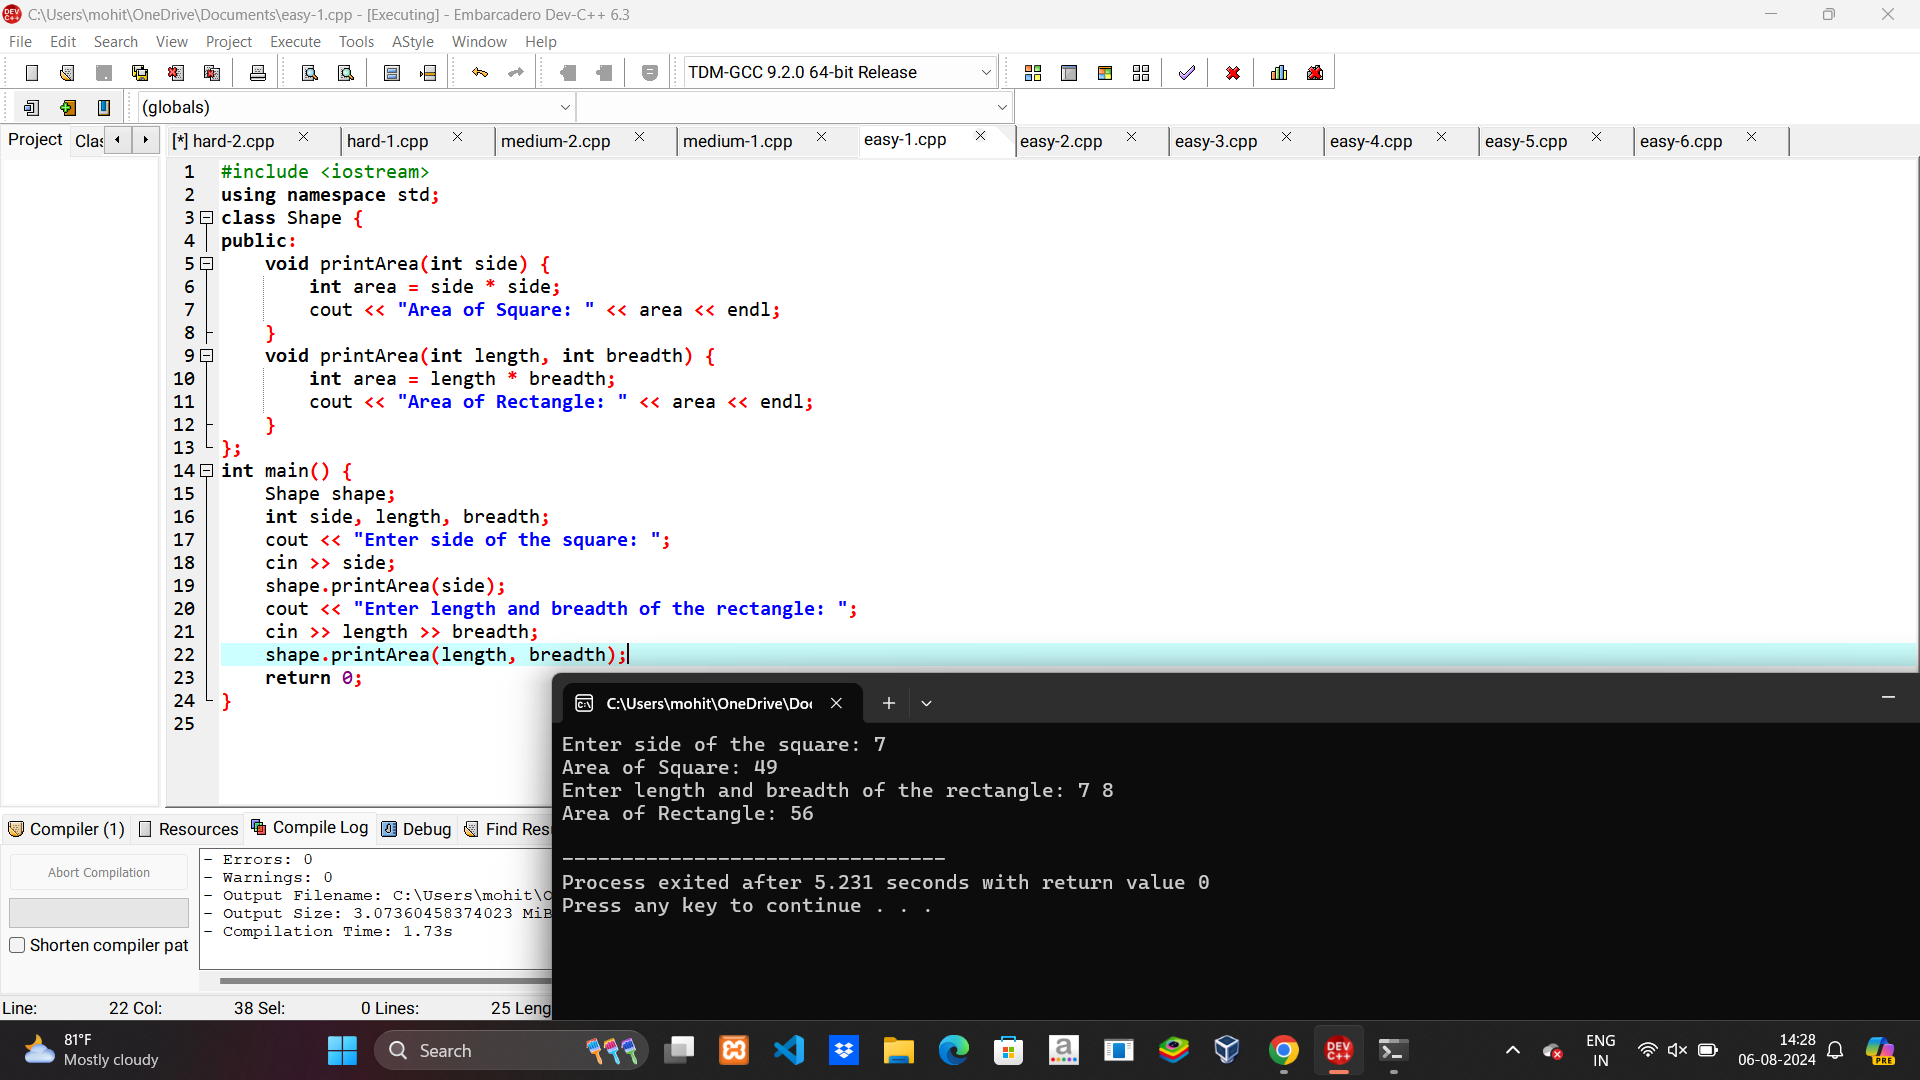 C:\Users\mohit\OneDrive\Documents\easy-1.cpp - [Executing] - Embarcadero Dev-C++ 6.3
File Edit Search View Project Execute Tools AStyle Window Help
TDM-GCC 9.2.0 64-bit Release
(globals)
Project Clas [*] hard-2.cpp hard-1.cpp medium-2.cpp medium-1.cpp easy-1.cpp easy-2.cpp easy-3.cpp easy-4.cpp easy-5.cpp easy-6.cpp
1 #include <iostream>
2 using namespace std;
3 class Shape {
4 public:
5 void printArea(int side) {
6 int area = side * side;
7 cout << "Area of Square: " << area << endl;
8 }
9 void printArea(int length, int breadth) {
10 int area = length * breadth;
11 cout << "Area of Rectangle: " << area << endl;
12 }
13 };
14 int main() {
15 Shape shape;
16 int side, length, breadth;
17 cout << "Enter side of the square: ";
18 cin >> side;
19 shape.printArea(side);
20 cout << "Enter length and breadth of the rectangle: ";
21 cin >> length >> breadth;
22 shape.printArea(length, breadth);
23 return 0;
24 }
25
C:\Users\mohit\OneDrive\Doc
Enter side of the square: 7
Area of Square: 49
Enter length and breadth of the rectangle: 7 8
Area of Rectangle: 56
--------------------------------
Process exited after 5.231 seconds with return value 0
Press any key to continue . . .
Compiler (1) Resources Compile Log Debug Find Res
Abort Compilation
Shorten compiler pat
- Errors: 0
- Warnings: 0
- Output Filename: C:\Users\mohit\O
- Output Size: 3.07360458374023 MiB
- Compilation Time: 1.73s
Line: 22 Col: 38 Sel: 0 Lines: 25 Leng
81°F
Mostly cloudy
Search
DEV C++
ENG
IN
14:28
06-08-2024
PRE